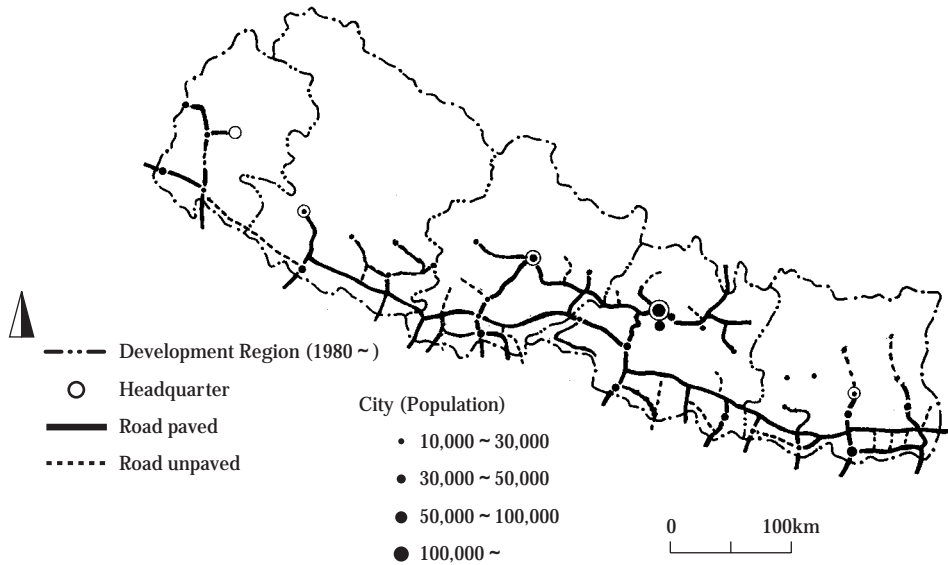 Development Region (1980 ~ )
Headquarter
Road paved
Road unpaved
City (Population)
10,000 ~ 30,000
30,000 ~ 50,000
50,000 ~ 100,000
100,000 ~
0 100km